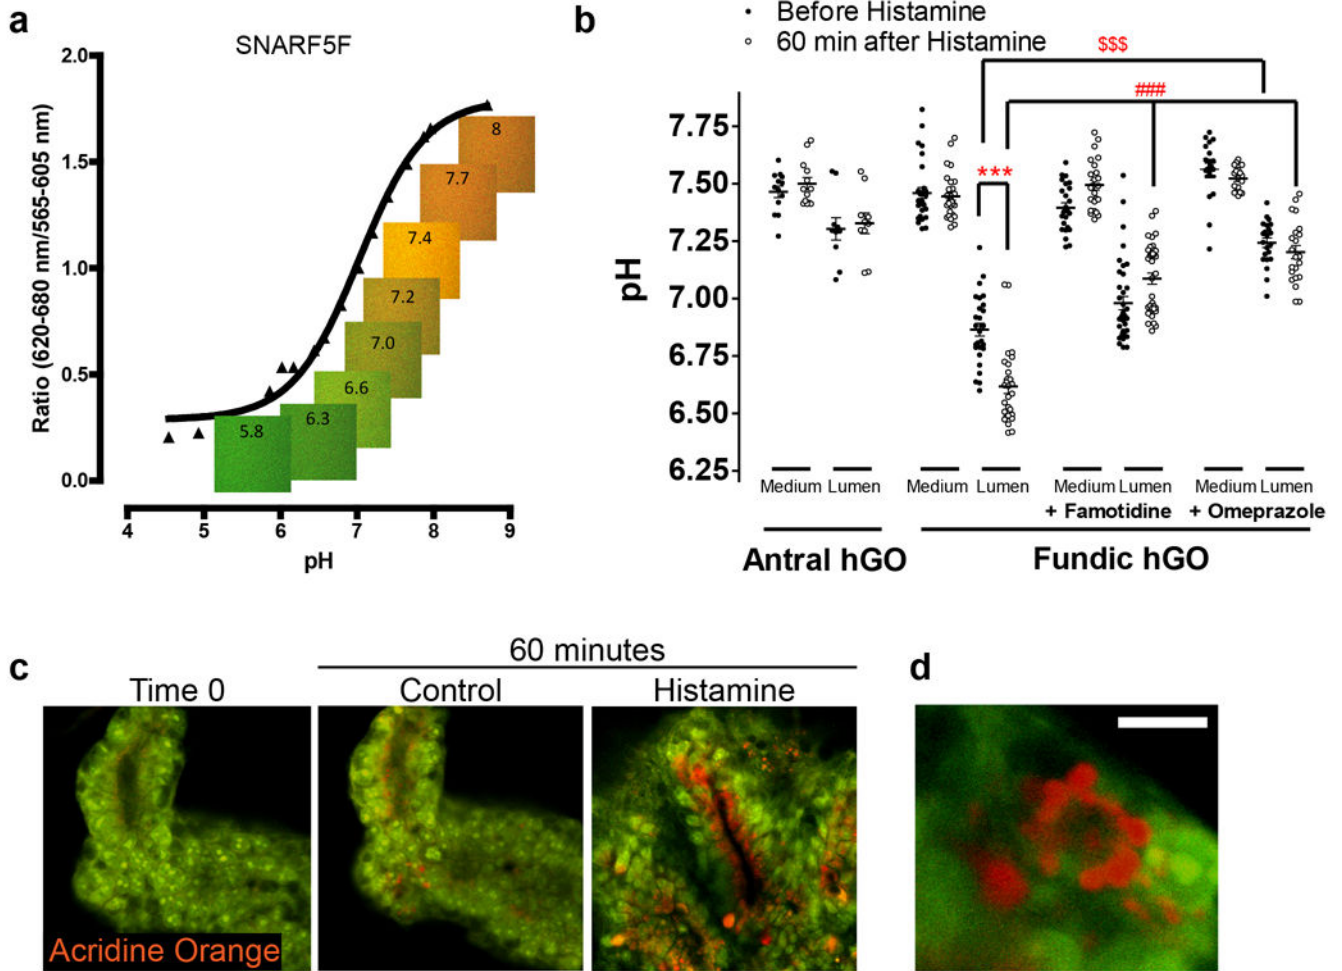 a
SNARF5F
Ratio (620-680 nm/565-605 nm)
2.0
1.5
1.0
0.5
0.0
8
7.7
7.4
7.2
7.0
6.6
6.3
5.8
4 5 6 7 8 9
pH
b
• Before Histamine
◦ 60 min after Histamine
$$$
###
***
pH
7.75
7.50
7.25
7.00
6.75
6.50
6.25
Medium Lumen Medium Lumen Medium Lumen Medium Lumen
+ Famotidine + Omeprazole
Antral hGO Fundic hGO
c
60 minutes
Time 0 Control Histamine
Acridine Orange
d